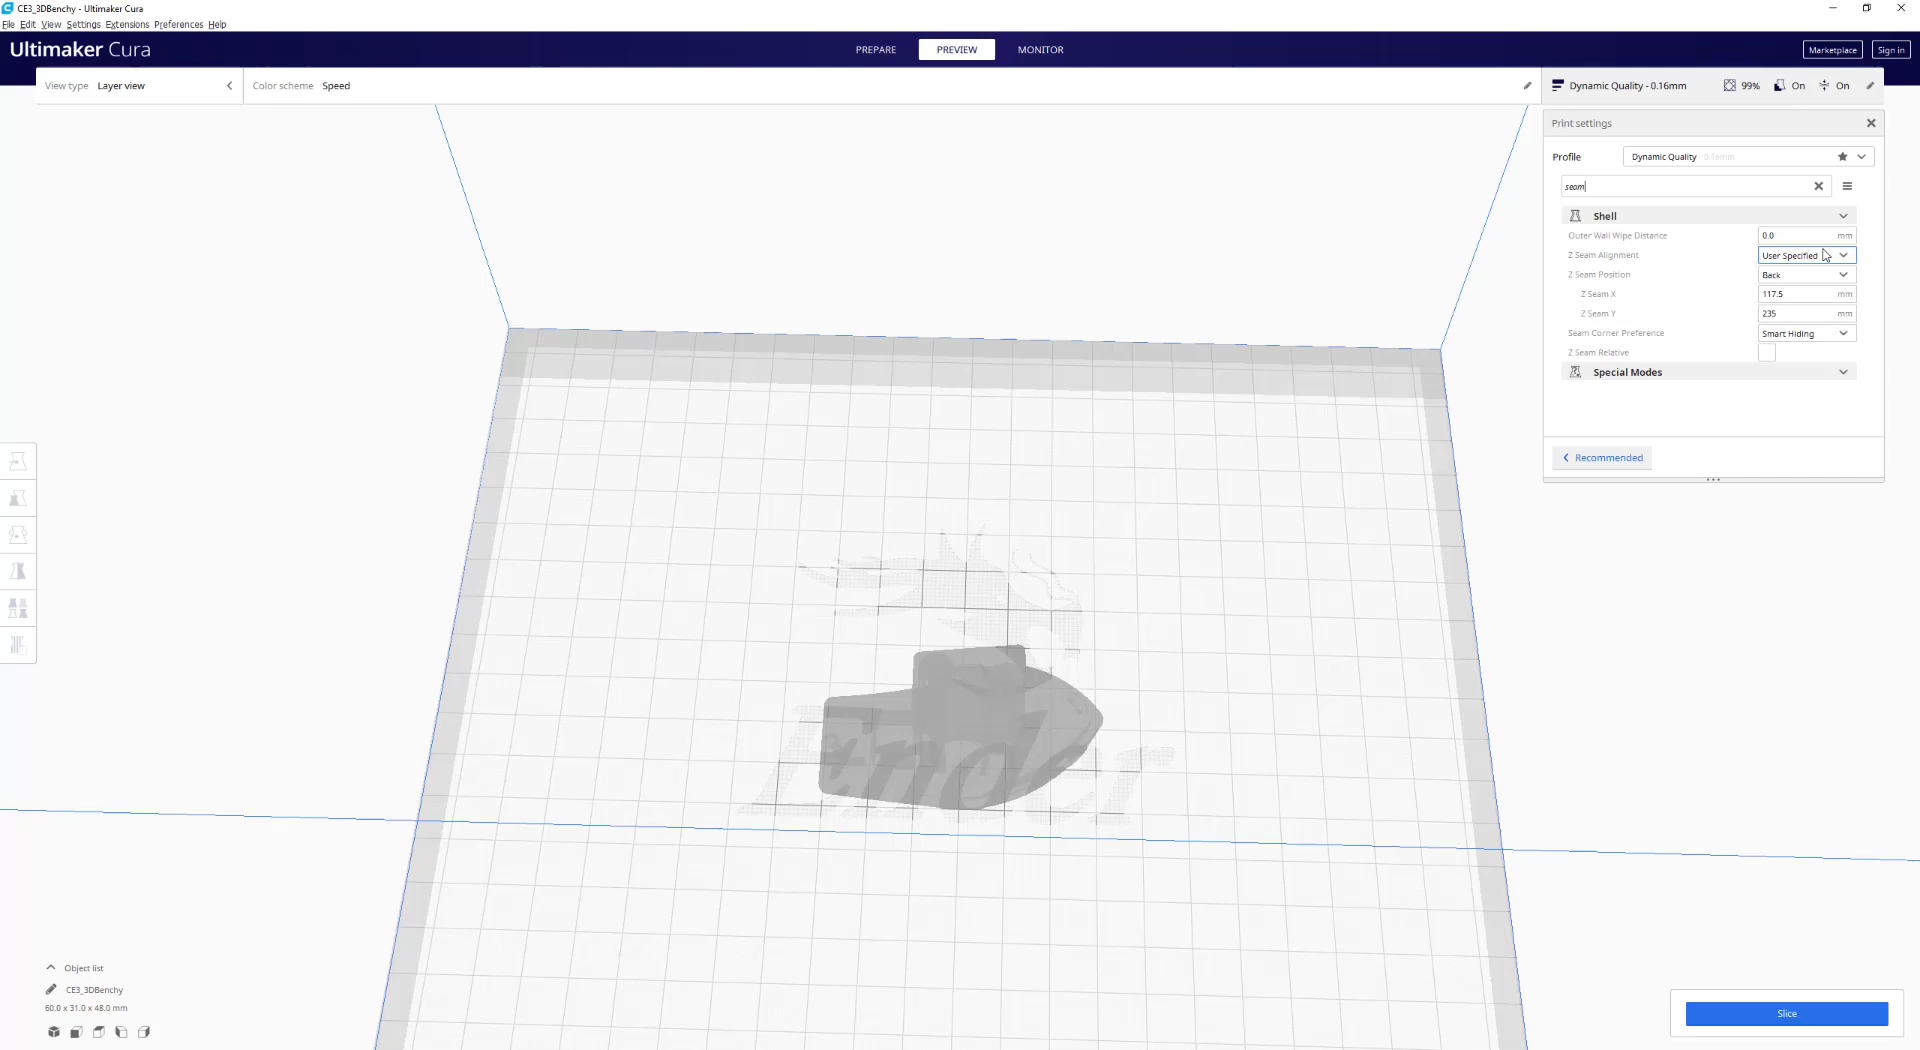 CE3_3DBenchy - Ultimaker Cura
File Edit View Settings Extensions Preferences Help
Ultimaker Cura
PREPARE PREVIEW MONITOR
Marketplace Sign in
View type Layer view
Color scheme Speed
Dynamic Quality - 0.16mm 99% On On
Print settings
Profile Dynamic Quality - 0.16mm
seam
Shell
Outer Wall Wipe Distance 0.0 mm
Z Seam Alignment User Specified
Z Seam Position Back
Z Seam X 117.5 mm
Z Seam Y 235 mm
Seam Corner Preference Smart Hiding
Z Seam Relative
Special Modes
Recommended
Ender
Object list
CE3_3DBenchy
60.0 x 31.0 x 48.0 mm
Slice